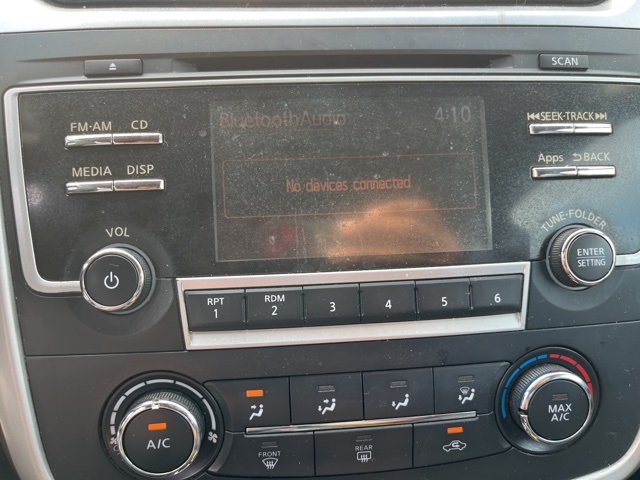 SCAN
FM·AM CD
BluetoothAudio 4:10
SEEK·TRACK
MEDIA DISP
No devices connected
Apps BACK
VOL
TUNE·FOLDER
ENTER
SETTING
RPT
1
RDM
2
3
4
5
6
A/C
MAX
A/C
FRONT
REAR